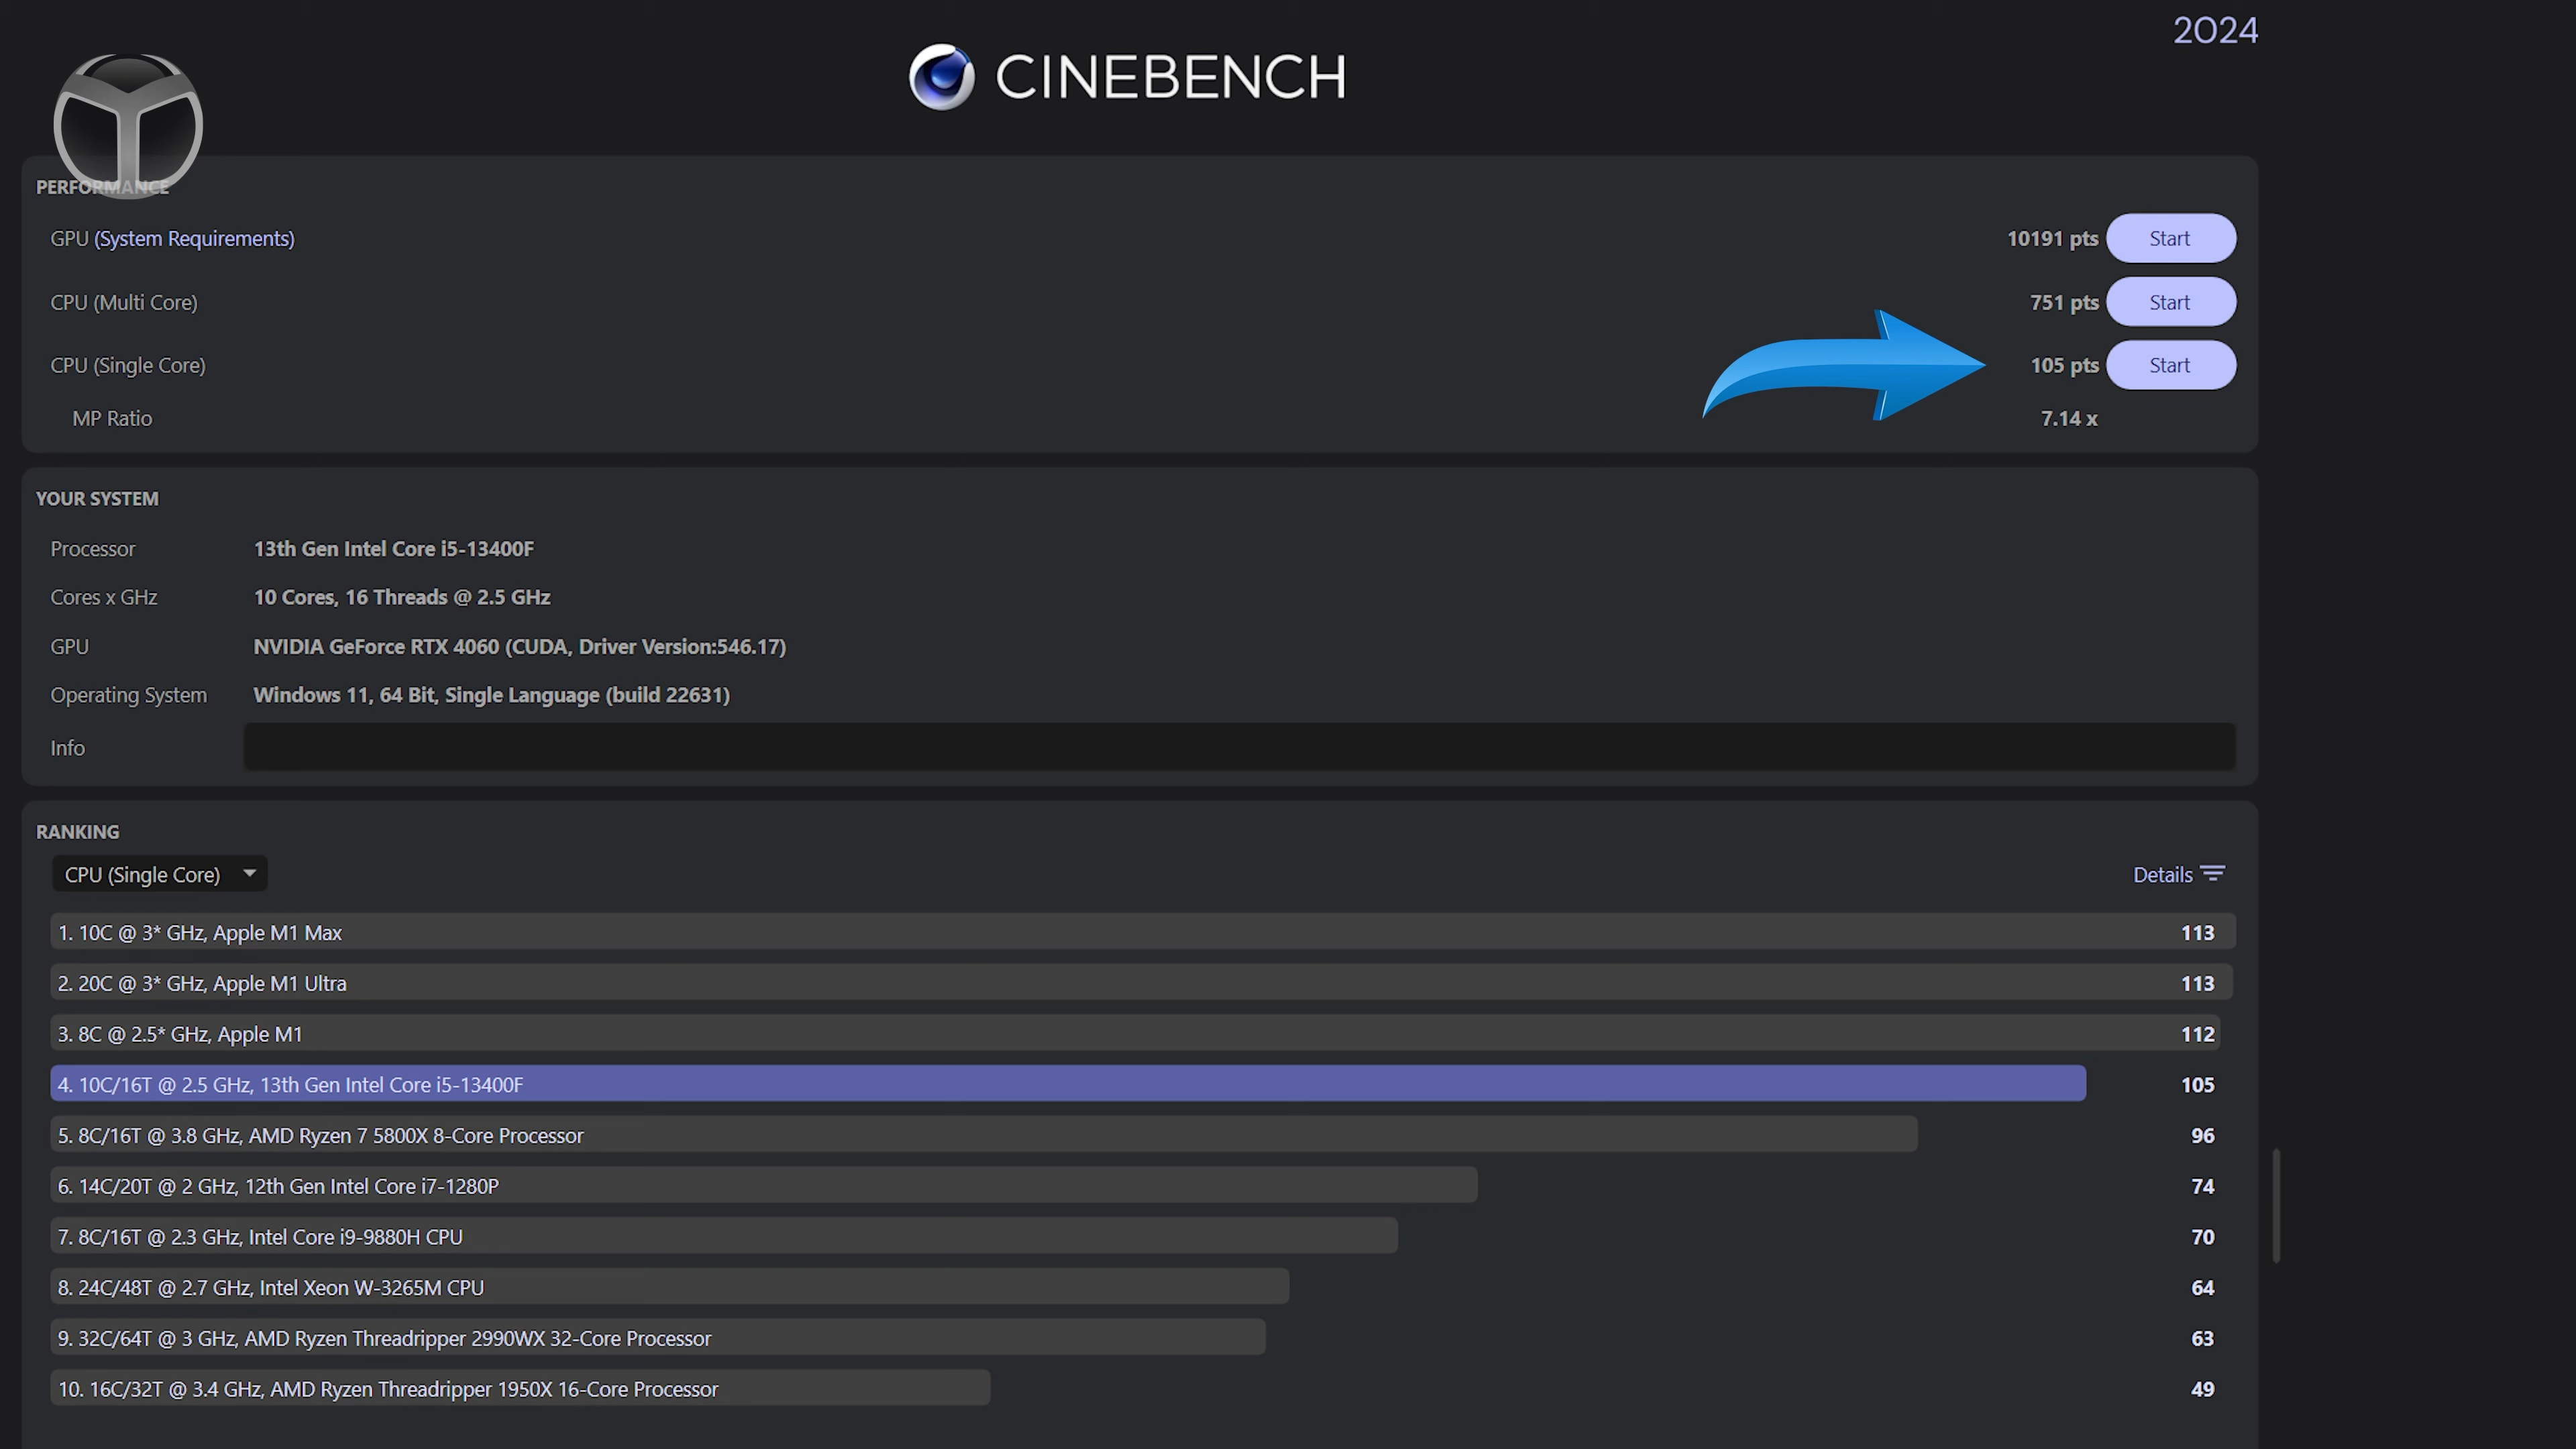 2024
CINEBENCH
PERFORMANCE
GPU (System Requirements) 10191 pts Start
CPU (Multi Core) 751 pts Start
CPU (Single Core) 105 pts Start
MP Ratio 7.14 x
YOUR SYSTEM
Processor 13th Gen Intel Core i5-13400F
Cores x GHz 10 Cores, 16 Threads @ 2.5 GHz
GPU NVIDIA GeForce RTX 4060 (CUDA, Driver Version:546.17)
Operating System Windows 11, 64 Bit, Single Language (build 22631)
Info
RANKING
CPU (Single Core) Details
1. 10C @ 3* GHz, Apple M1 Max 113
2. 20C @ 3* GHz, Apple M1 Ultra 113
3. 8C @ 2.5* GHz, Apple M1 112
4. 10C/16T @ 2.5 GHz, 13th Gen Intel Core i5-13400F 105
5. 8C/16T @ 3.8 GHz, AMD Ryzen 7 5800X 8-Core Processor 96
6. 14C/20T @ 2 GHz, 12th Gen Intel Core i7-1280P 74
7. 8C/16T @ 2.3 GHz, Intel Core i9-9880H CPU 70
8. 24C/48T @ 2.7 GHz, Intel Xeon W-3265M CPU 64
9. 32C/64T @ 3 GHz, AMD Ryzen Threadripper 2990WX 32-Core Processor 63
10. 16C/32T @ 3.4 GHz, AMD Ryzen Threadripper 1950X 16-Core Processor 49